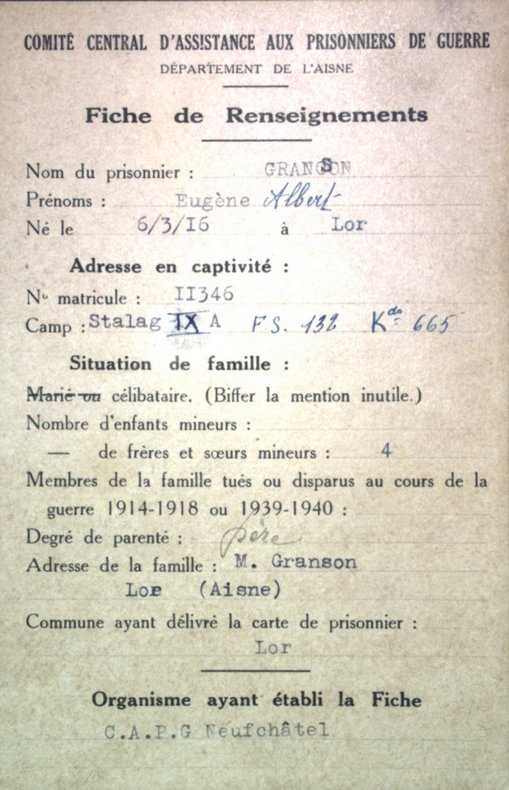 COMITÉ CENTRAL D'ASSISTANCE AUX PRISONNIERS DE GUERRE
DÉPARTEMENT DE L'AISNE
Fiche de Renseignements
Nom du prisonnier : GRANSON
Prénoms : Eugène Albert
Né le 6/3/I6 à Lor
Adresse en captivité :
No matricule : II346
Camp : Stalag IX A F S. 132 Kdo 665
Situation de famille :
Marié ou célibataire. (Biffer la mention inutile.)
Nombre d'enfants mineurs :
— de frères et sœurs mineurs : 4
Membres de la famille tués ou disparus au cours de la
guerre 1914-1918 ou 1939-1940 :
Degré de parenté : père
Adresse de la famille : M. Granson
Lor (Aisne)
Commune ayant délivré la carte de prisonnier :
Lor
Organisme ayant établi la Fiche
C.A.P.G Neufchâtel